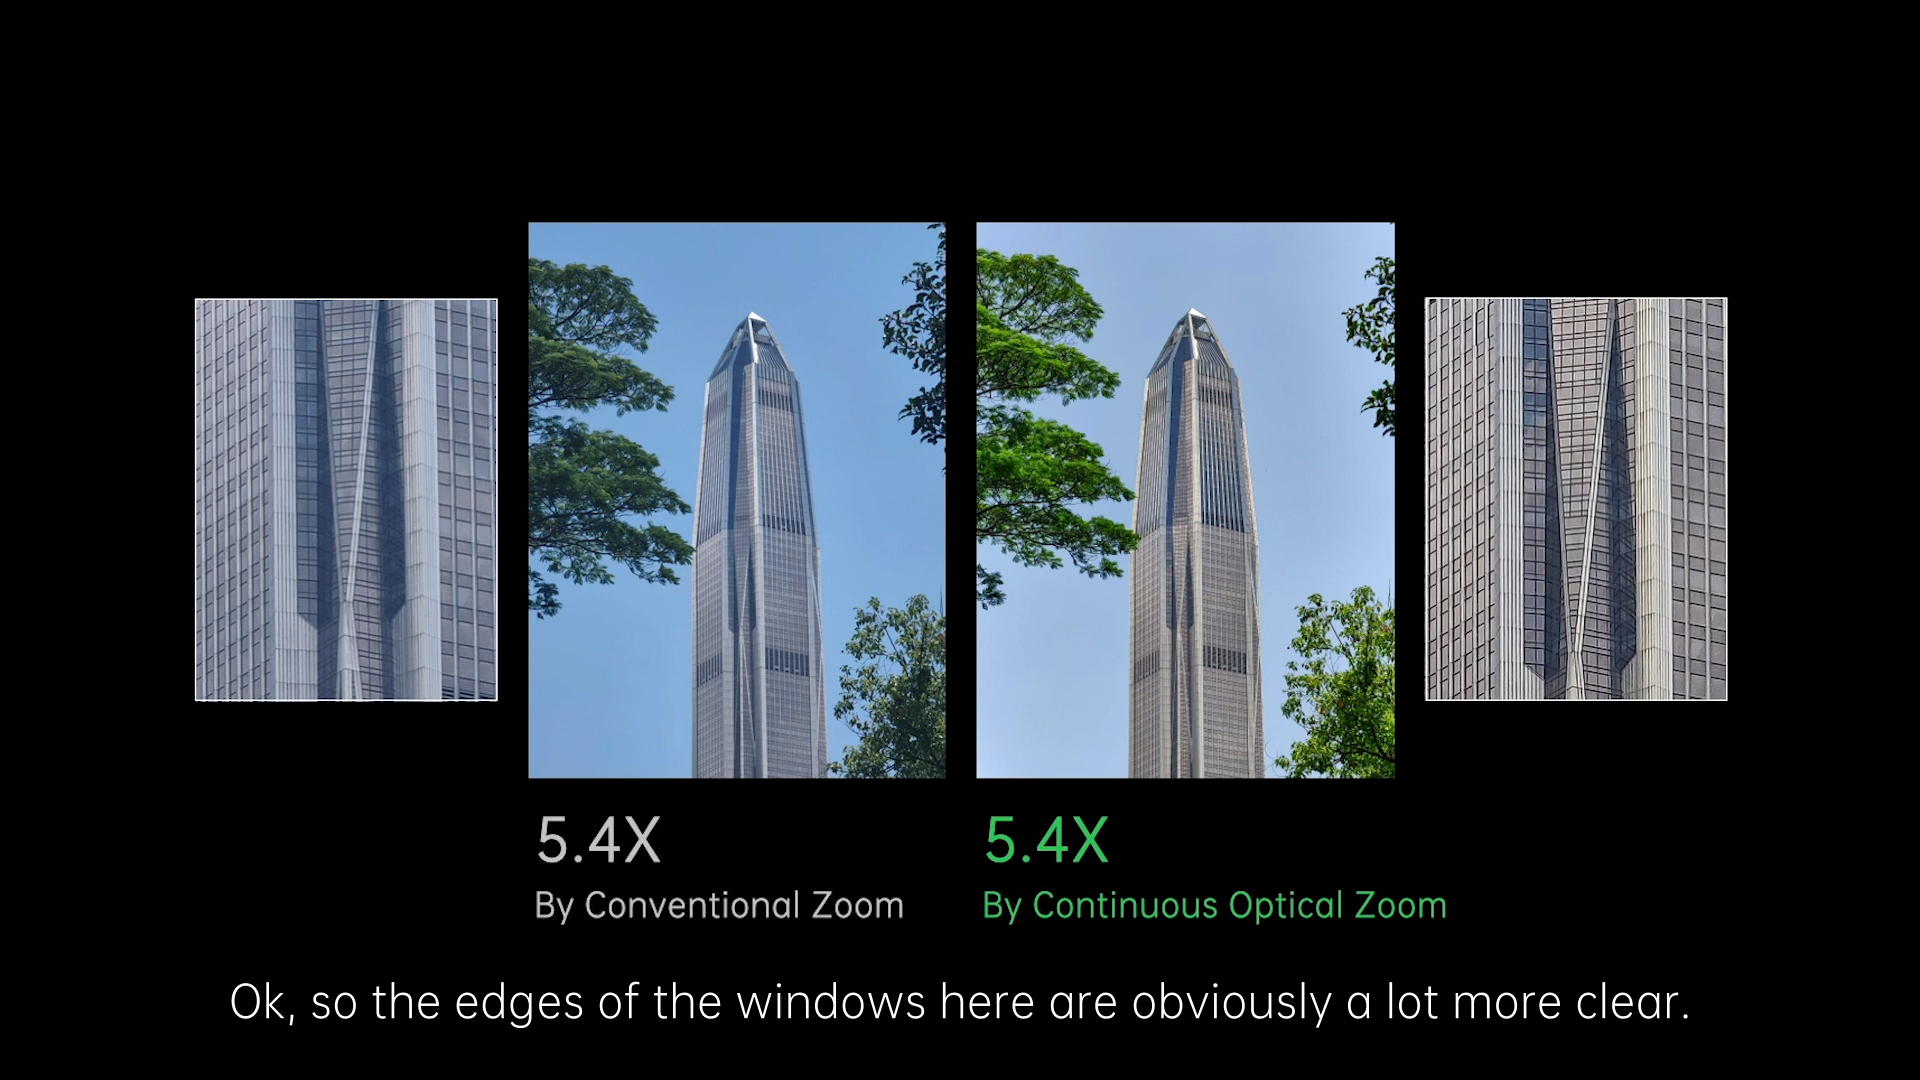 5.4X
By Conventional Zoom
5.4X
By Continuous Optical Zoom
Ok, so the edges of the windows here are obviously a lot more clear.